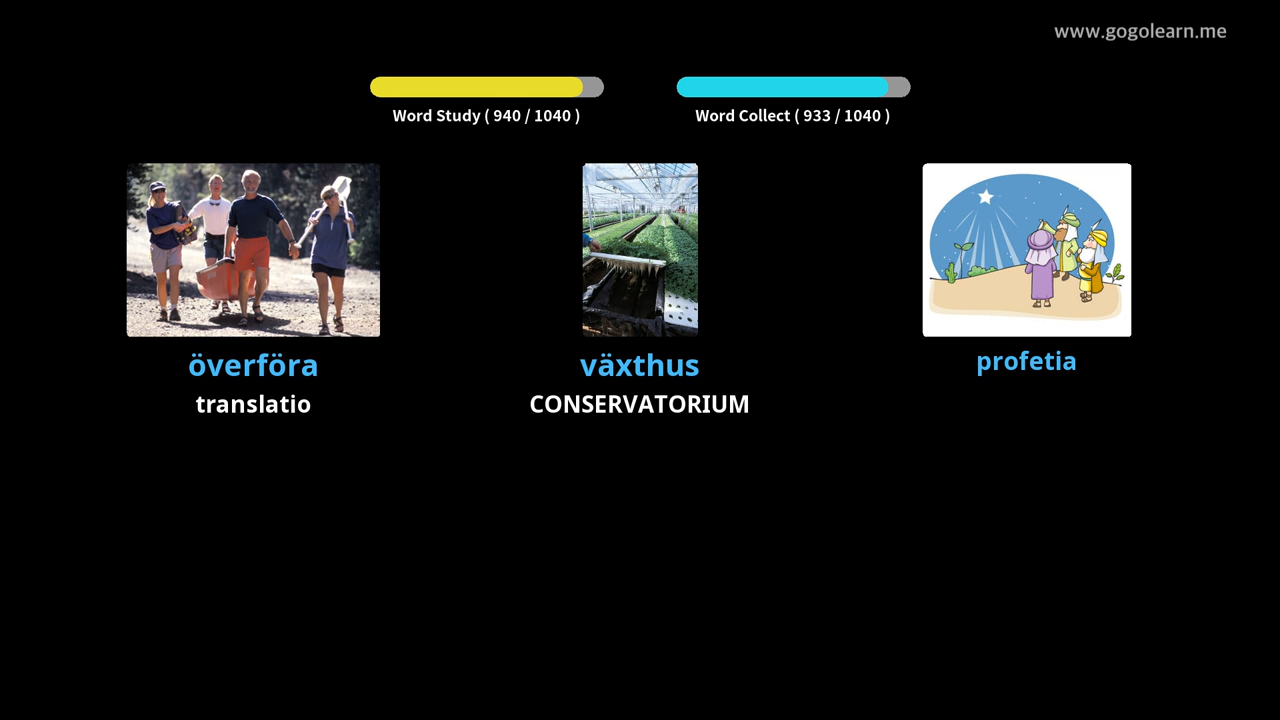 www.gogolearn.me
Word Study ( 940 / 1040 )
Word Collect ( 933 / 1040 )
överföra
växthus
profetia
translatio
CONSERVATORIUM